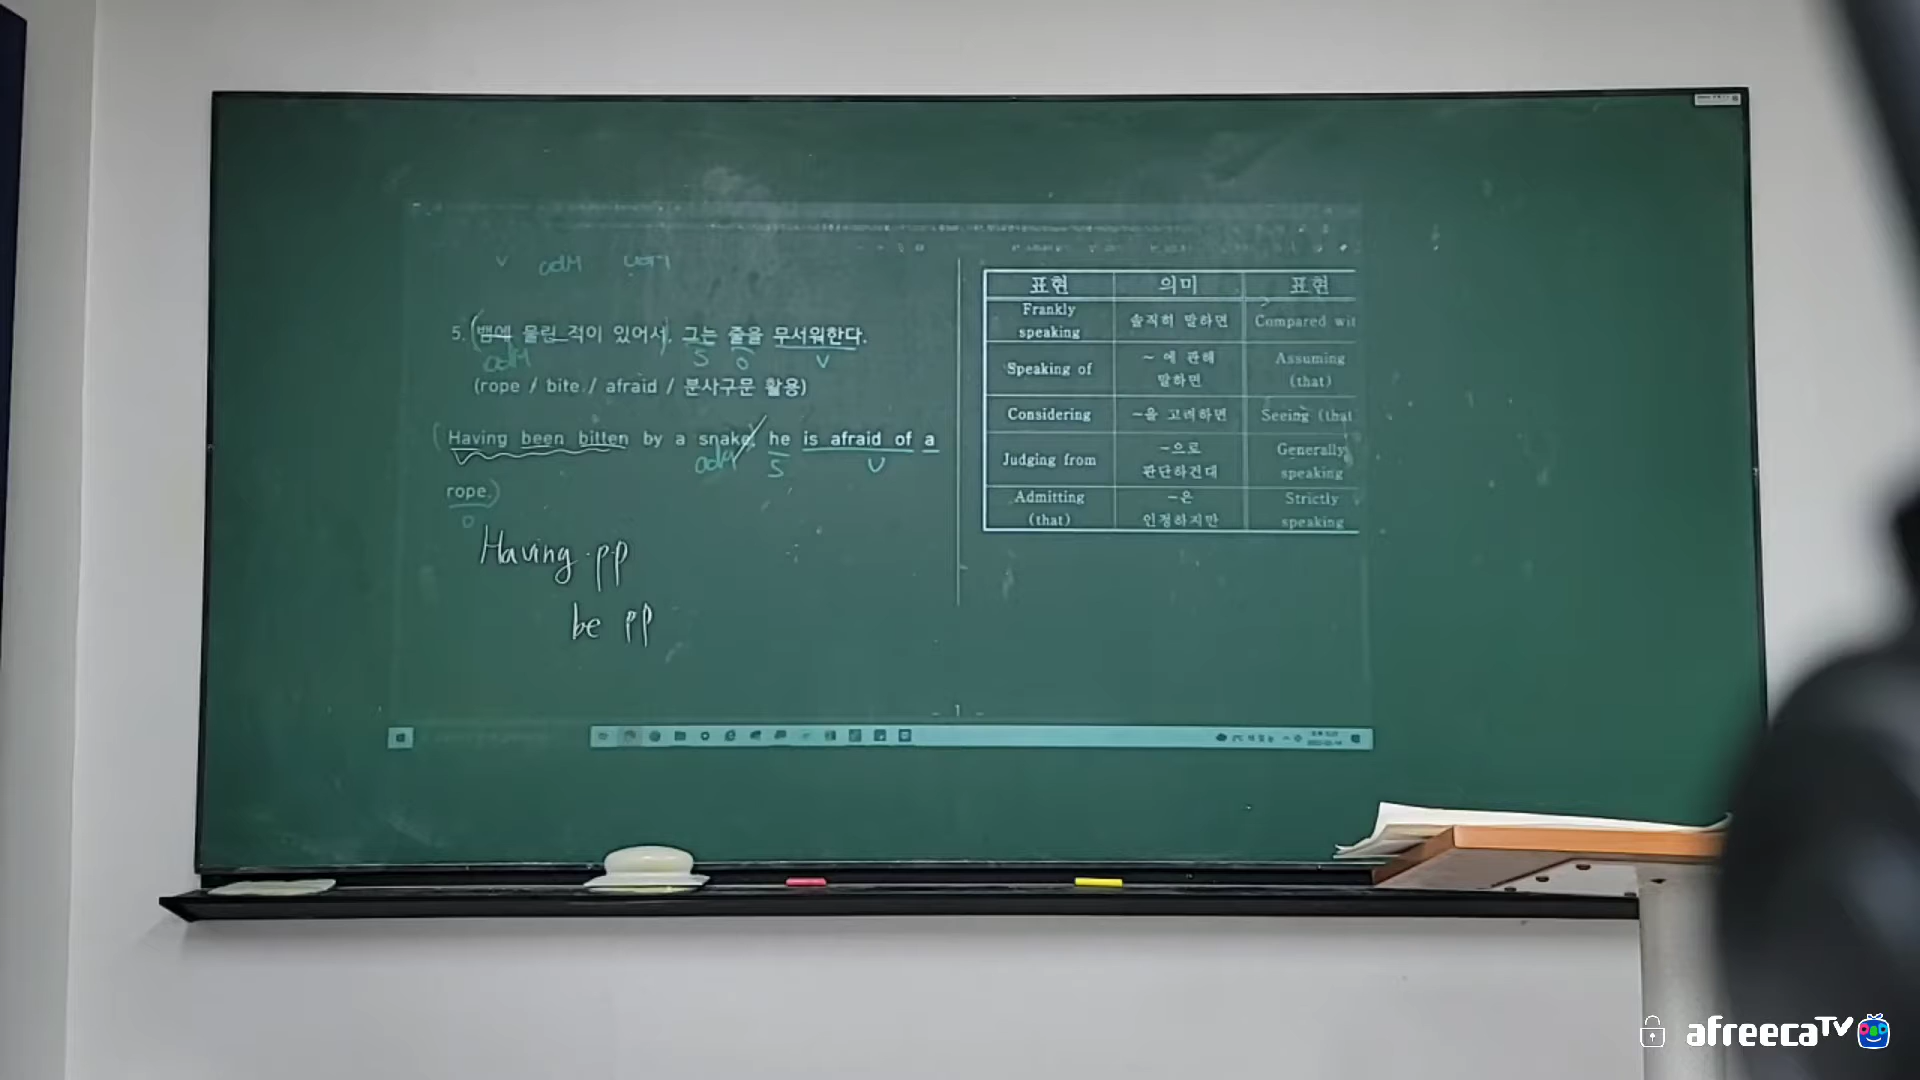 v adM
5. (뱀에 물린 적이 있어서), 그는 줄을 무서워한다.
adM S O V
(rope / bite / afraid / 분사구문 활용)
(Having been bitten by a snake, he is afraid of a
adM S V
rope.)
O
Having pp
be pp
표현 의미 표현
Frankly speaking 솔직히 말하면 Compared wit
Speaking of ~ 에 관해 말하면 Assuming (that)
Considering ~을 고려하면 Seeing (that
Judging from ~으로 판단하건대 Generally speaking
Admitting (that) ~은 인정하지만 Strictly speaking
- 1 -
afreecaTV